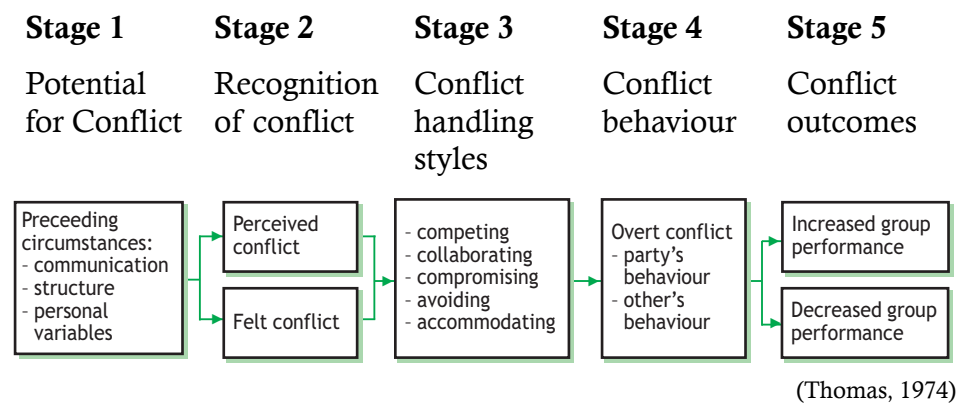 Stage 1
Potential
for Conflict
Stage 2
Recognition
of conflict
Stage 3
Conflict
handling
styles
Stage 4
Conflict
behaviour
Stage 5
Conflict
outcomes
Preceeding
circumstances:
- communication
- structure
- personal
variables
Perceived
conflict
Felt conflict
- competing
- collaborating
- compromising
- avoiding
- accommodating
Overt conflict
- party's
behaviour
- other's
behaviour
Increased group
performance
Decreased group
performance
(Thomas, 1974)